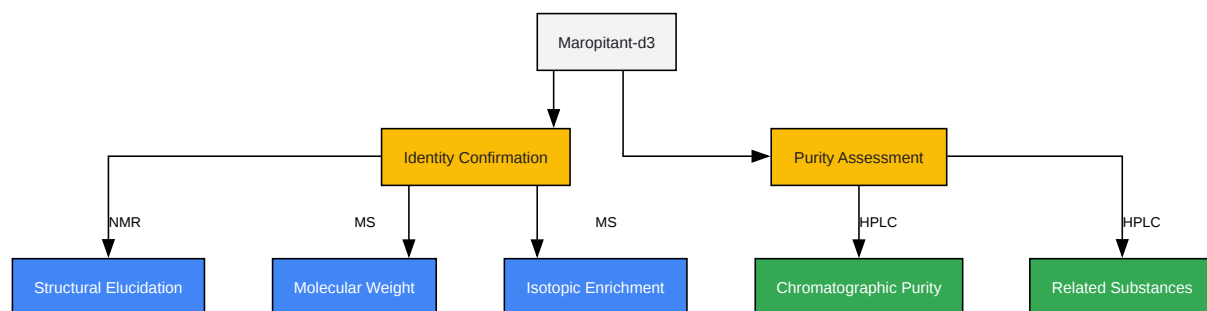 Maropitant-d3
Identity Confirmation
Purity Assessment
NMR
MS
MS
HPLC
HPLC
Structural Elucidation
Molecular Weight
Isotopic Enrichment
Chromatographic Purity
Related Substances